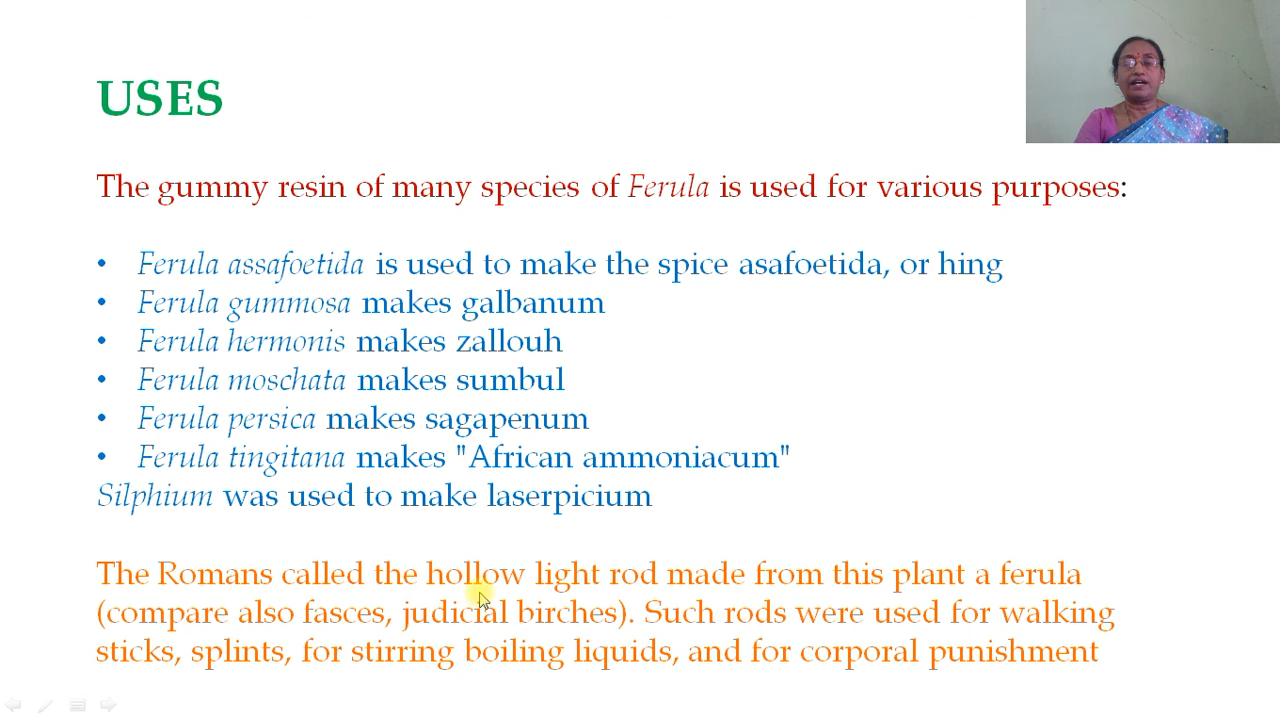 USES
The gummy resin of many species of Ferula is used for various purposes:
• Ferula assafoetida is used to make the spice asafoetida, or hing
• Ferula gummosa makes galbanum
• Ferula hermonis makes zallouh
• Ferula moschata makes sumbul
• Ferula persica makes sagapenum
• Ferula tingitana makes "African ammoniacum"
Silphium was used to make laserpicium
The Romans called the hollow light rod made from this plant a ferula
(compare also fasces, judicial birches). Such rods were used for walking
sticks, splints, for stirring boiling liquids, and for corporal punishment